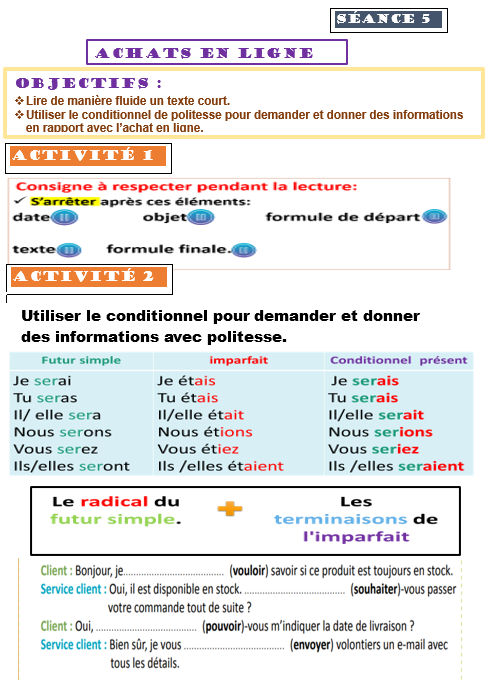 SÉANCE 5
ACHATS EN LIGNE
OBJECTIFS :
❖Lire de manière fluide un texte court.
❖Utiliser le conditionnel de politesse pour demander et donner des informations
en rapport avec l'achat en ligne.
ACTIVITÉ 1
Consigne à respecter pendant la lecture:
✓ S'arrêter après ces éléments:
date objet formule de départ
texte formule finale.
ACTIVITÉ 2
Utiliser le conditionnel pour demander et donner
des informations avec politesse.
Futur simple imparfait Conditionnel présent
Je serai J'étais Je serais
Tu seras Tu étais Tu serais
Il/ elle sera Il/elle était Il/elle serait
Nous serons Nous étions Nous serions
Vous serez Vous étiez Vous seriez
Ils/elles seront Ils /elles étaient Ils /elle seraient
Le radical du Les
futur simple. terminaisons de
l'imparfait
Client : Bonjour, je.............................. (vouloir) savoir si ce produit est toujours en stock.
Service client : Oui, il est disponible en stock. .............................. (souhaiter)-vous passer
votre commande tout de suite ?
Client : Oui, .............................. (pouvoir)-vous m'indiquer la date de livraison ?
Service client : Bien sûr, je vous .............................. (envoyer) volontiers un e-mail avec
tous les détails.